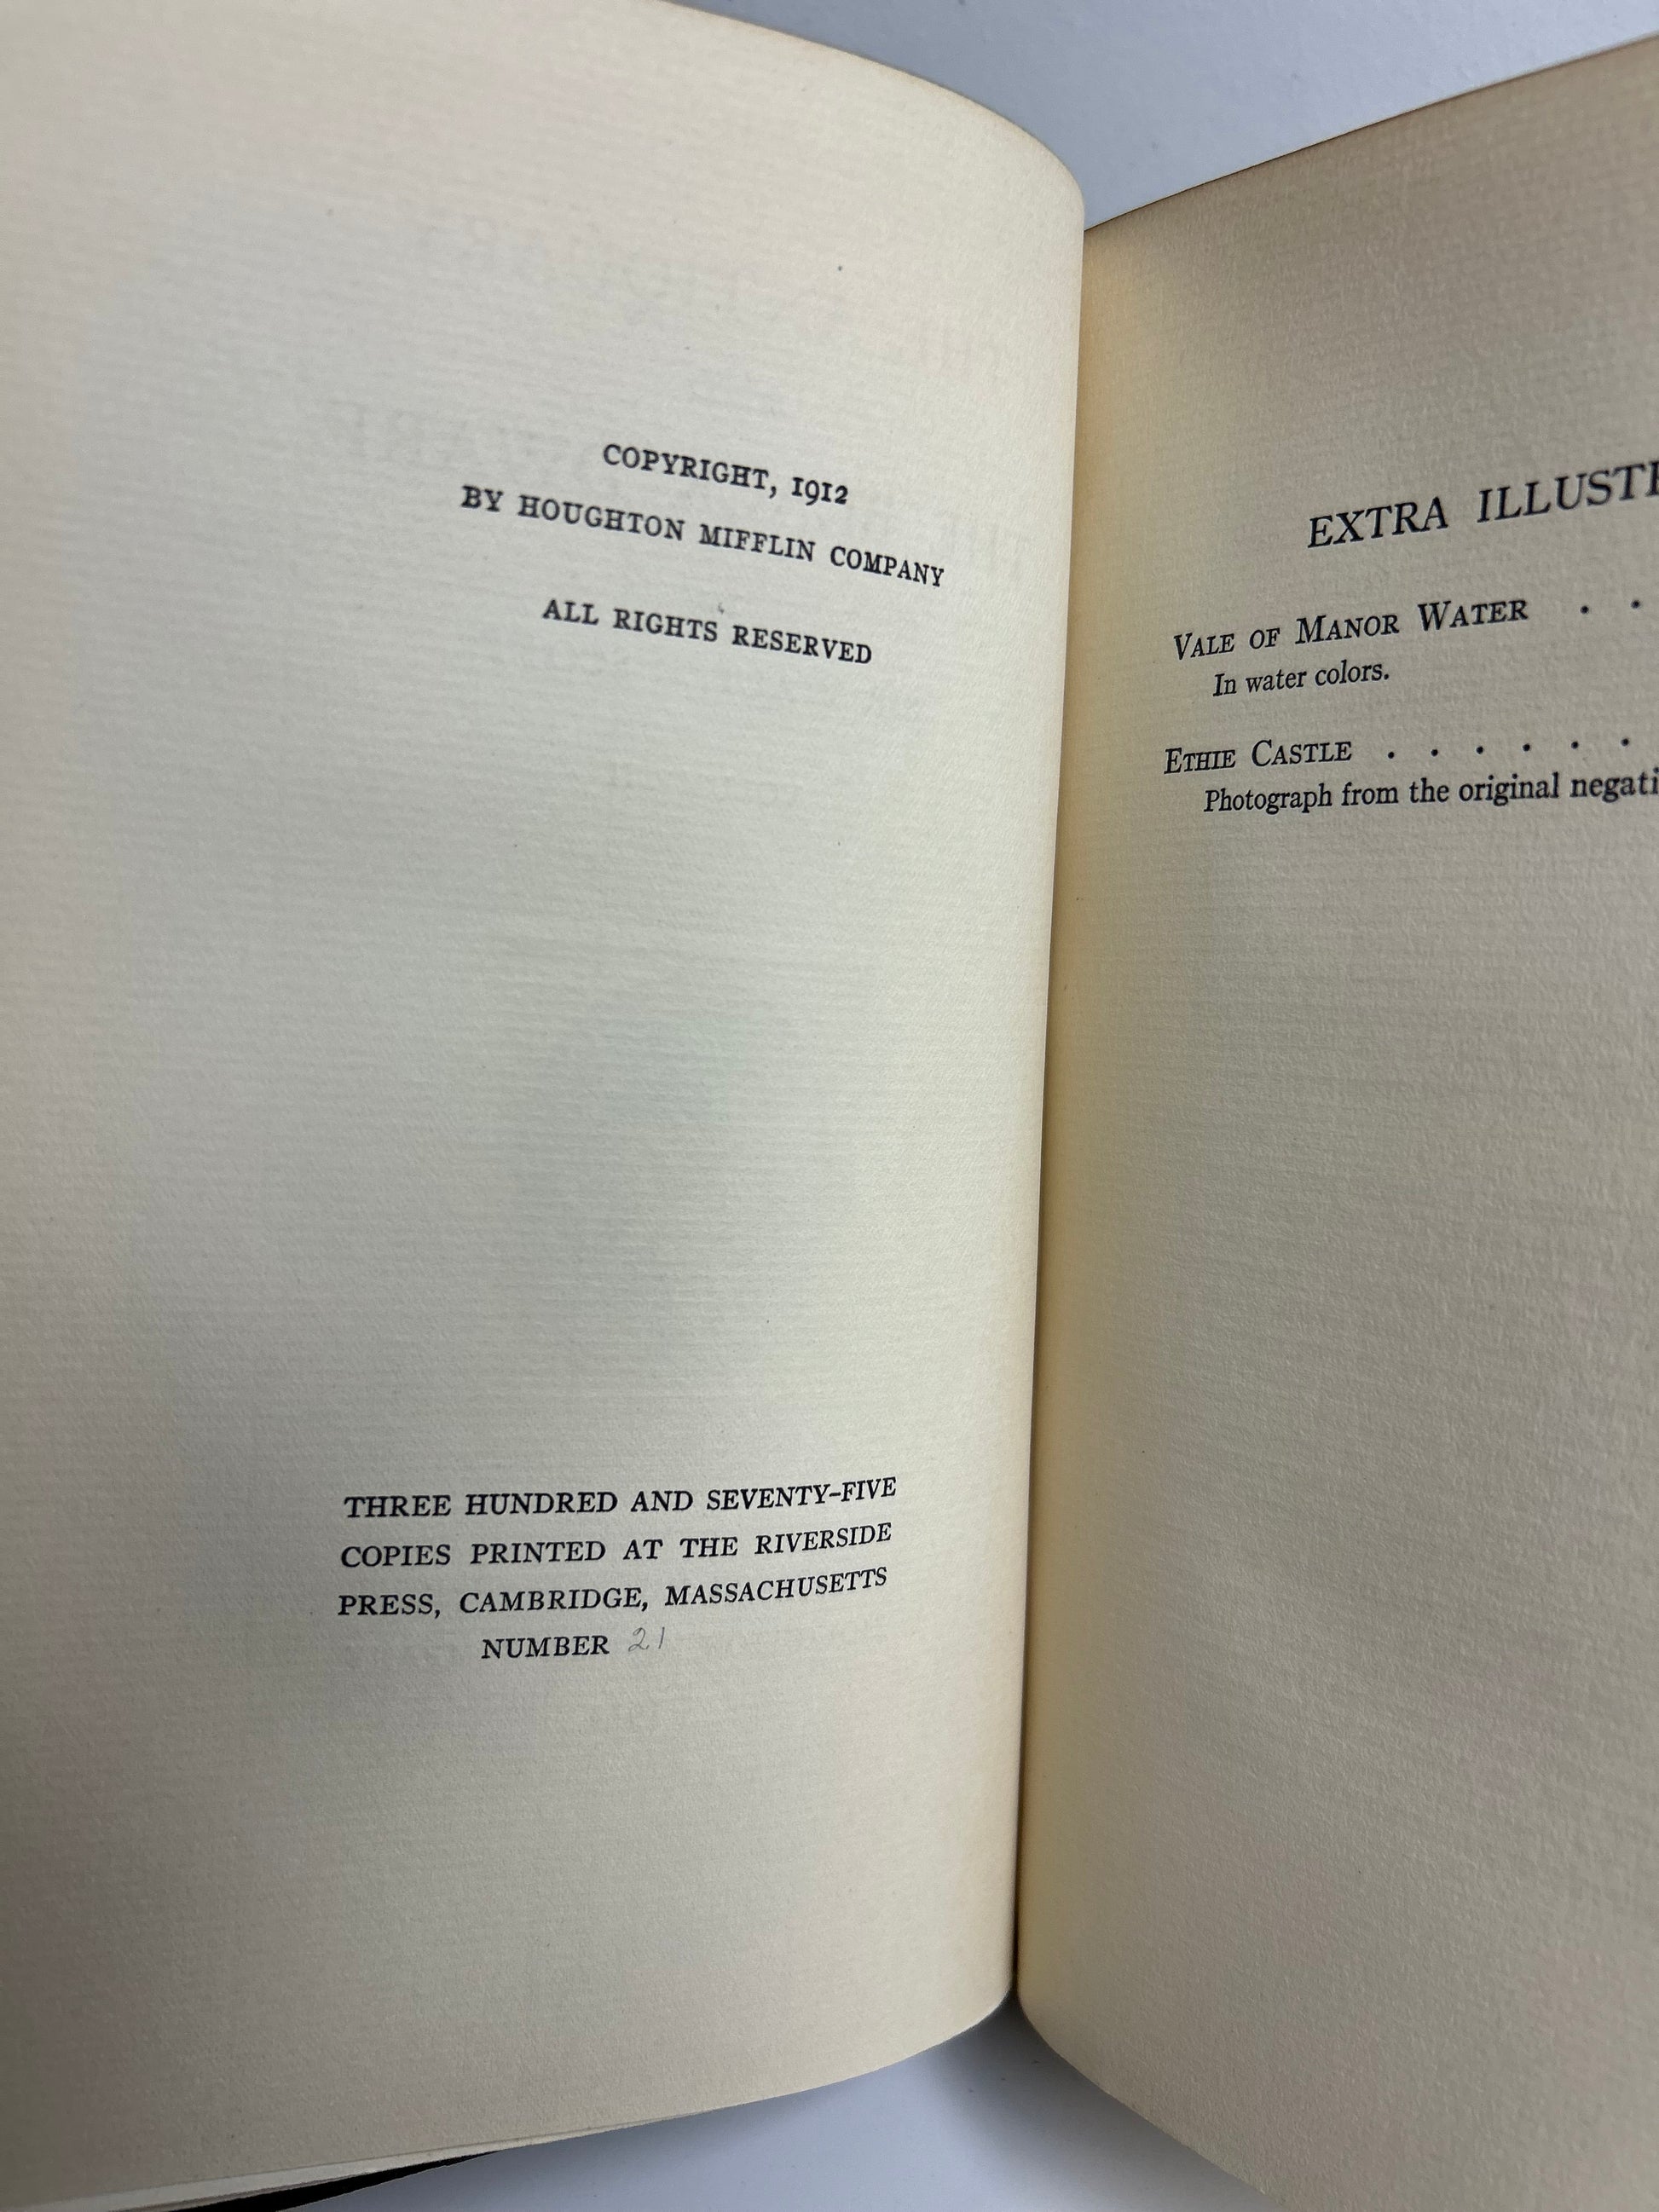 COPYRIGHT, 1912
BY HOUGHTON MIFFLIN COMPANY
ALL RIGHTS RESERVED
THREE HUNDRED AND SEVENTY-FIVE
COPIES PRINTED AT THE RIVERSIDE
PRESS, CAMBRIDGE, MASSACHUSETTS
NUMBER 21
EXTRA
VALE OF MANOR WATER . .
In water colors.
ETHIE CASTLE . . . . . .
Photograph from the original